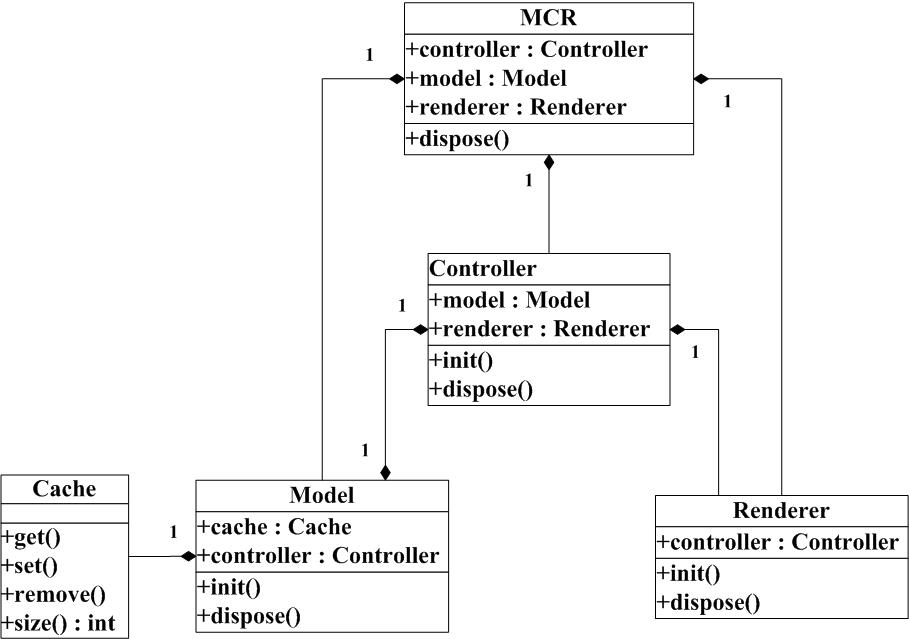 MCR
+controller : Controller
+model : Model
+renderer : Renderer
+dispose()
1
1
1
Controller
+model : Model
+renderer : Renderer
+init()
+dispose()
1
1
1
Cache
+get()
+set()
+remove()
+size() : int
1
Model
+cache : Cache
+controller : Controller
+init()
+dispose()
Renderer
+controller : Controller
+init()
+dispose()